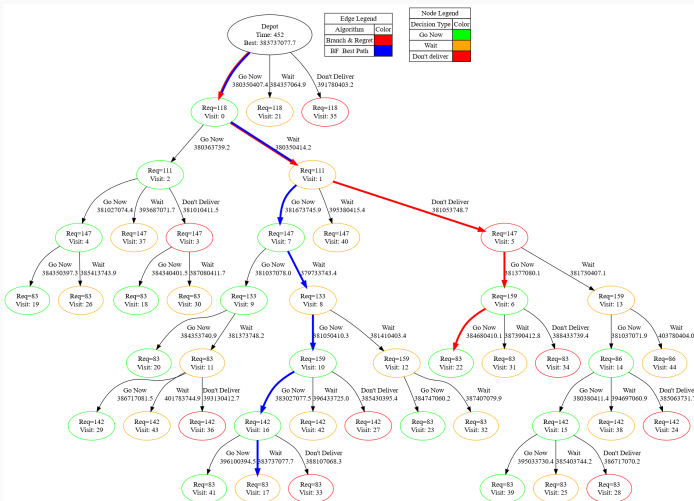 Depot
Time: 452
Best: 383737077.7
Edge Legend
Algorithm Color
Branch & Regret
BF Best Path
Node Legend
Decision Type Color
Go Now
Wait
Don't deliver
Go Now
380350407.4
Wait
384357064.9
Don't Deliver
391780403.2
Req=118
Visit: 0
Req=118
Visit: 21
Req=118
Visit: 35
Go Now
380363739.2
Wait
380350414.2
Req=111
Visit: 2
Req=111
Visit: 1
Go Now
381027074.4
Wait
393687071.7
Don't Deliver
381010411.5
Go Now
381673745.9
Wait
395380415.4
Don't Deliver
381053748.7
Req=147
Visit: 4
Req=147
Visit: 37
Req=147
Visit: 3
Req=147
Visit: 7
Req=147
Visit: 40
Req=147
Visit: 5
Go Now
384350397.3
Wait
385413743.9
Go Now
384340401.5
Wait
387080411.7
Go Now
381037078.0
Wait
379733743.4
Go Now
381377080.1
Wait
381730407.1
Req=83
Visit: 19
Req=83
Visit: 26
Req=83
Visit: 18
Req=83
Visit: 30
Req=133
Visit: 9
Req=133
Visit: 8
Req=159
Visit: 6
Req=159
Visit: 13
Go Now
384353740.9
Wait
381373748.2
Go Now
381050410.3
Wait
381410403.4
Go Now
384680410.1
Wait
387390412.8
Don't Deliver
388433739.4
Go Now
381037071.9
Wait
403780404.0
Req=83
Visit: 20
Req=83
Visit: 11
Req=159
Visit: 10
Req=159
Visit: 12
Req=83
Visit: 22
Req=83
Visit: 31
Req=83
Visit: 34
Req=86
Visit: 14
Req=86
Visit: 44
Go Now
386717081.5
Wait
401783744.9
Don't Deliver
393130412.7
Go Now
383027077.5
Wait
396433725.0
Don't Deliver
385430395.4
Go Now
384747060.2
Wait
387407079.9
Go Now
380380411.4
Wait
394697060.9
Don't Deliver
385063731.7
Req=142
Visit: 29
Req=142
Visit: 43
Req=142
Visit: 36
Req=142
Visit: 16
Req=142
Visit: 42
Req=142
Visit: 27
Req=83
Visit: 23
Req=83
Visit: 32
Req=142
Visit: 15
Req=142
Visit: 38
Req=142
Visit: 24
Go Now
396100394.5
Wait
383737077.7
Don't Deliver
388107068.3
Go Now
395033730.4
Wait
385403744.2
Don't Deliver
386717070.2
Req=83
Visit: 41
Req=83
Visit: 17
Req=83
Visit: 33
Req=83
Visit: 39
Req=83
Visit: 25
Req=83
Visit: 28